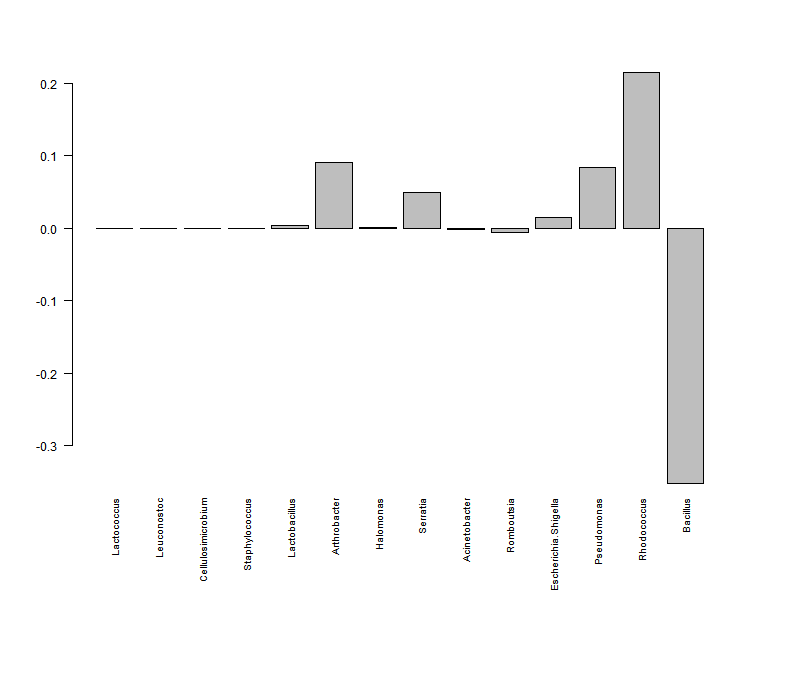 0.2
0.1
0.0
-0.1
-0.2
-0.3
Lactococcus
Leuconostoc
Cellulosimicrobium
Staphylococcus
Lactobacillus
Arthrobacter
Halomonas
Serratia
Acinetobacter
Romboutsia
Escherichia.Shigella
Pseudomonas
Rhodococcus
Bacillus